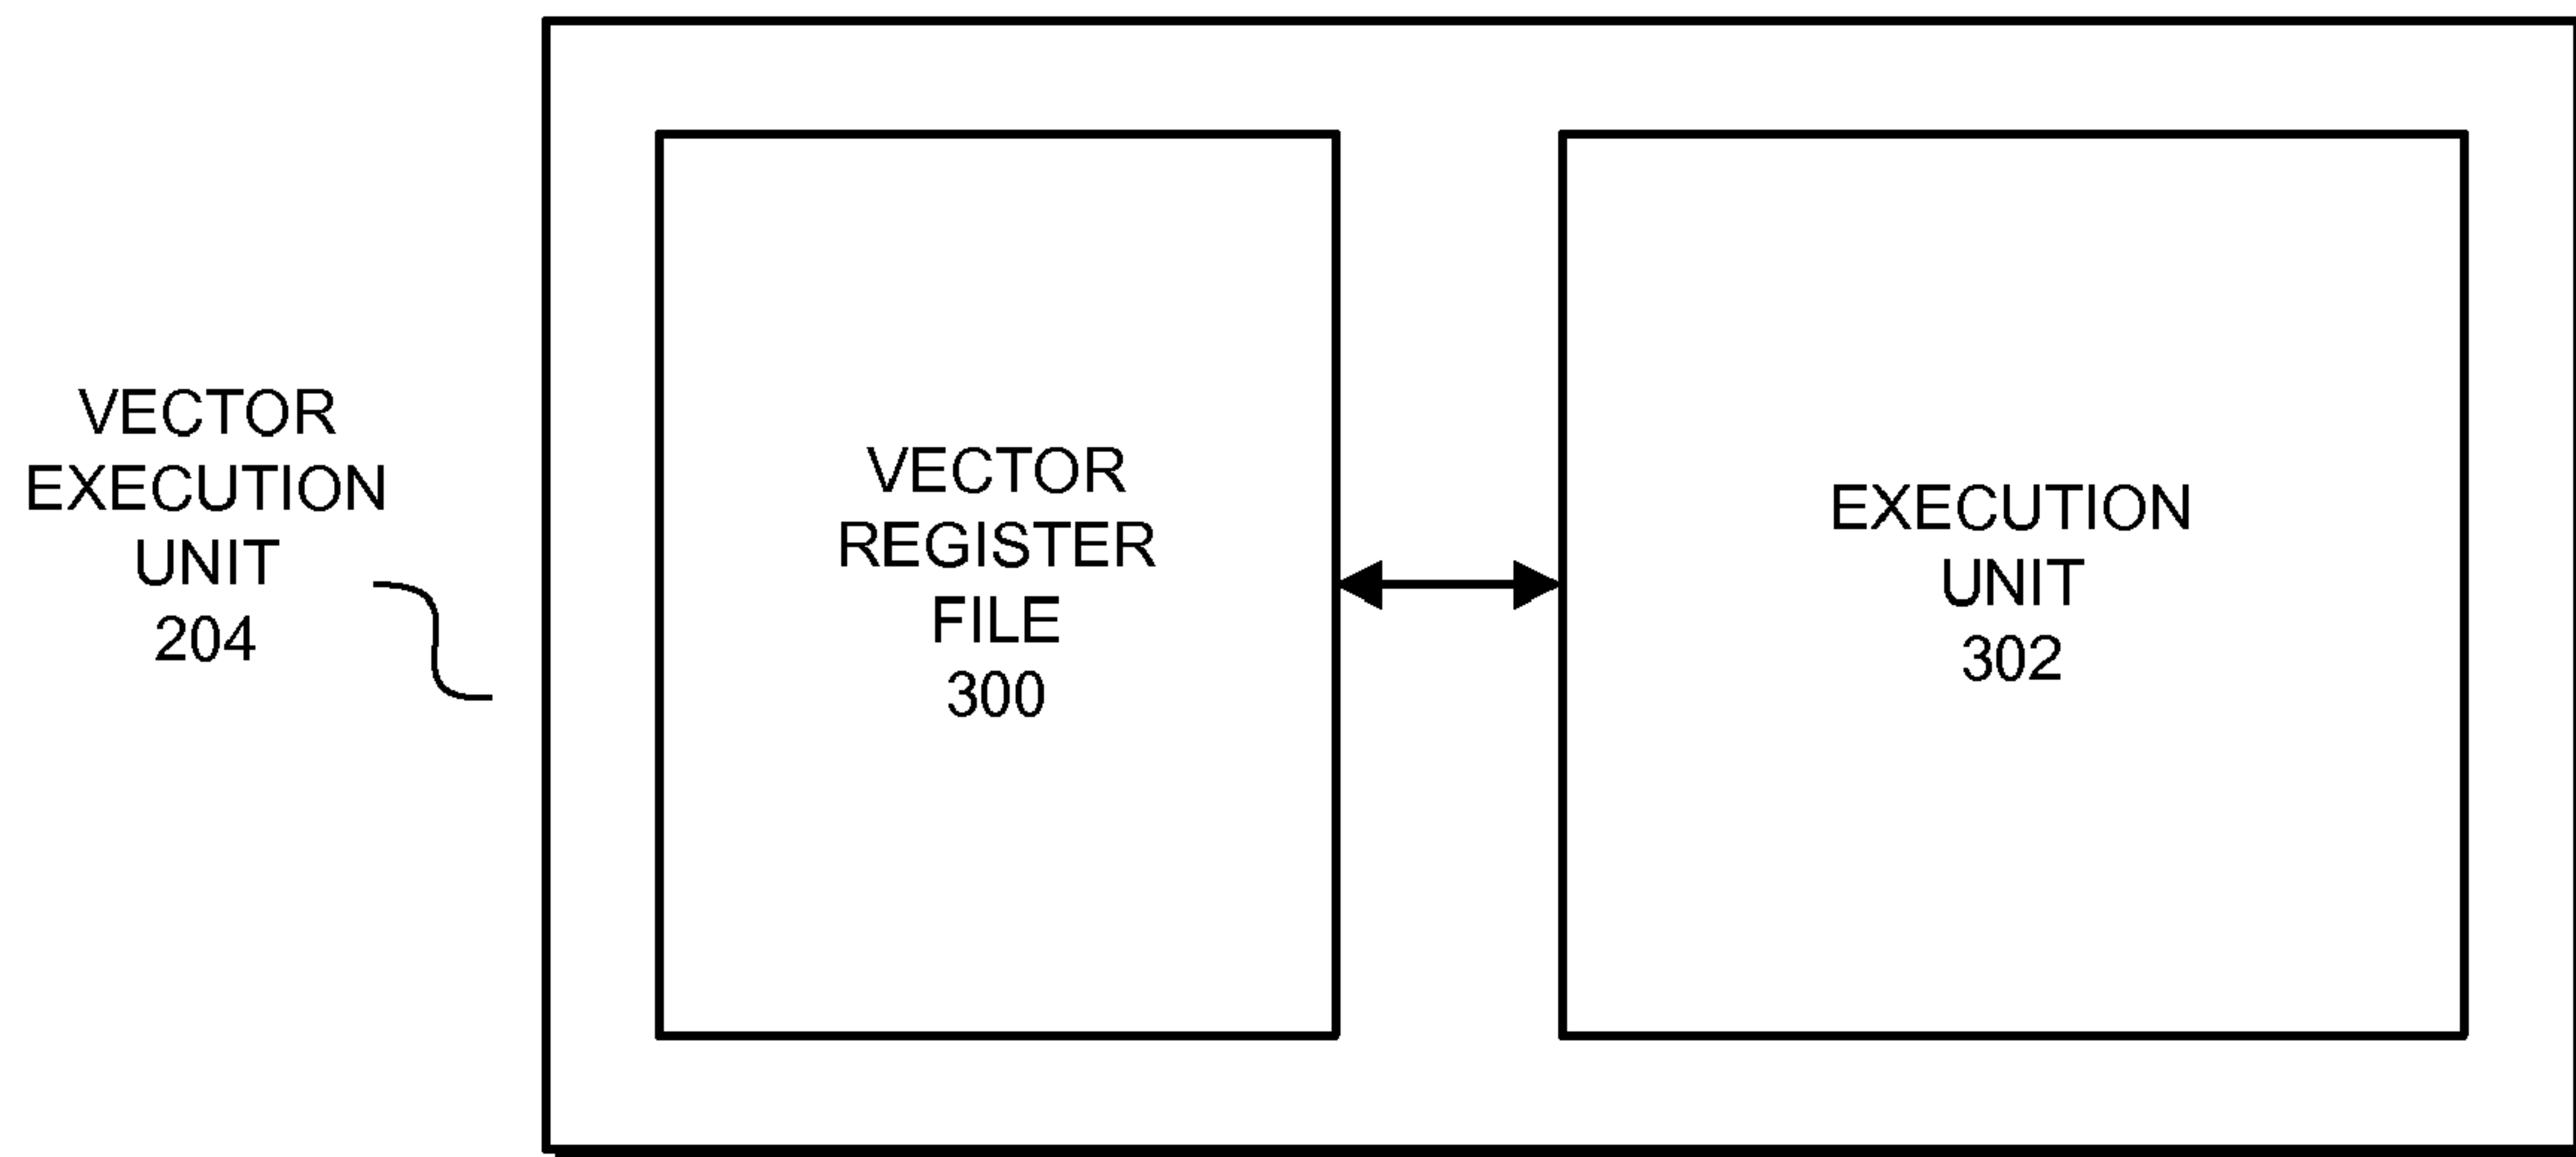 VECTOR
EXECUTION
UNIT
204
VECTOR
REGISTER
FILE
300
EXECUTION
UNIT
302